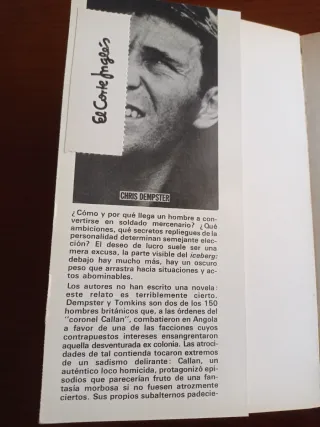 El Corte Inglés
CHRIS DEMPSTER
¿Cómo y por qué llega un hombre a con-
vertirse en soldado mercenario? ¿Qué
ambiciones, qué secretos repliegues de la
personalidad determinan semejante elec-
ción? El deseo de lucro suele ser una
mera excusa, la parte visible del iceberg:
debajo hay mucho más, hay un oscuro
peso que arrastra hacia situaciones y ac-
tos abominables.
Los autores no han escrito una novela:
este relato es terriblemente cierto.
Dempster y Tomkins son dos de los 150
hombres británicos que, a las órdenes del
"coronel Callan", combatieron en Angola
a favor de una de las facciones cuyos
contrapuestos intereses ensangrentaron
aquella desventurada ex colonia. Las atroci-
dades de tal contienda tocaron extremos
de un sadismo delirante: Callan, un
auténtico loco homicida, protagonizó epi-
sodios que parecerían fruto de una fan-
tasía morbosa si no fuesen atrozmente
ciertos. Sus propios subalternos padecie-